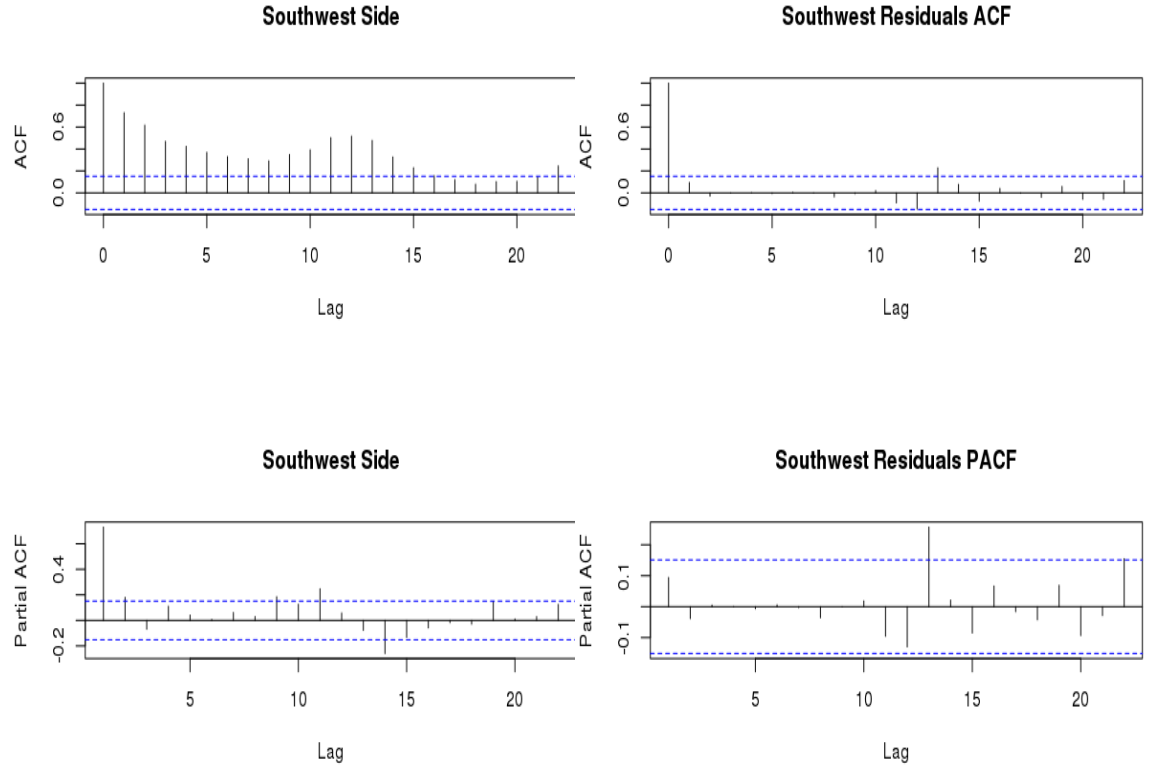 Southwest Side
ACF
0.6
0.0
0 5 10 15 20
Lag
Southwest Residuals ACF
ACF
0.6
0.0
0 5 10 15 20
Lag
Southwest Side
Partial ACF
0.4
-0.2
5 10 15 20
Lag
Southwest Residuals PACF
Partial ACF
0.1
-0.1
5 10 15 20
Lag